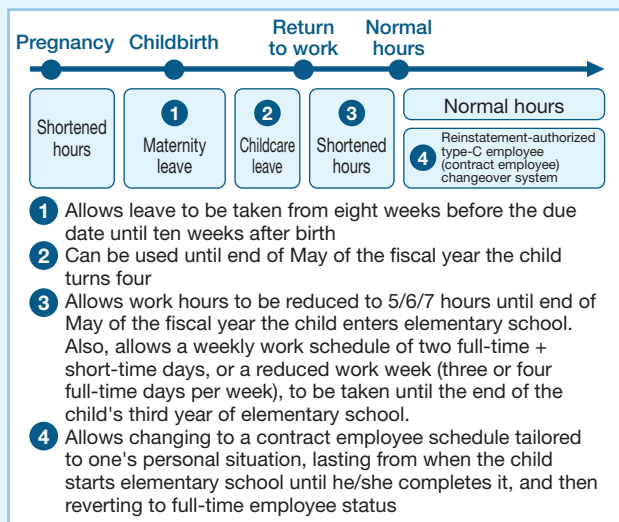 Pregnancy
Childbirth
Return
to work
Normal
hours
Shortened
hours
1
Maternity
leave
2
Childcare
leave
3
Shortened
hours
Normal hours
4
Reinstatement-authorized
type-C employee
(contract employee)
changeover system
1 Allows leave to be taken from eight weeks before the due
date until ten weeks after birth
2 Can be used until end of May of the fiscal year the child
turns four
3 Allows work hours to be reduced to 5/6/7 hours until end of
May of the fiscal year the child enters elementary school.
Also, allows a weekly work schedule of two full-time +
short-time days, or a reduced work week (three or four
full-time days per week), to be taken until the end of the
child's third year of elementary school.
4 Allows changing to a contract employee schedule tailored
to one's personal situation, lasting from when the child
starts elementary school until he/she completes it, and then
reverting to full-time employee status